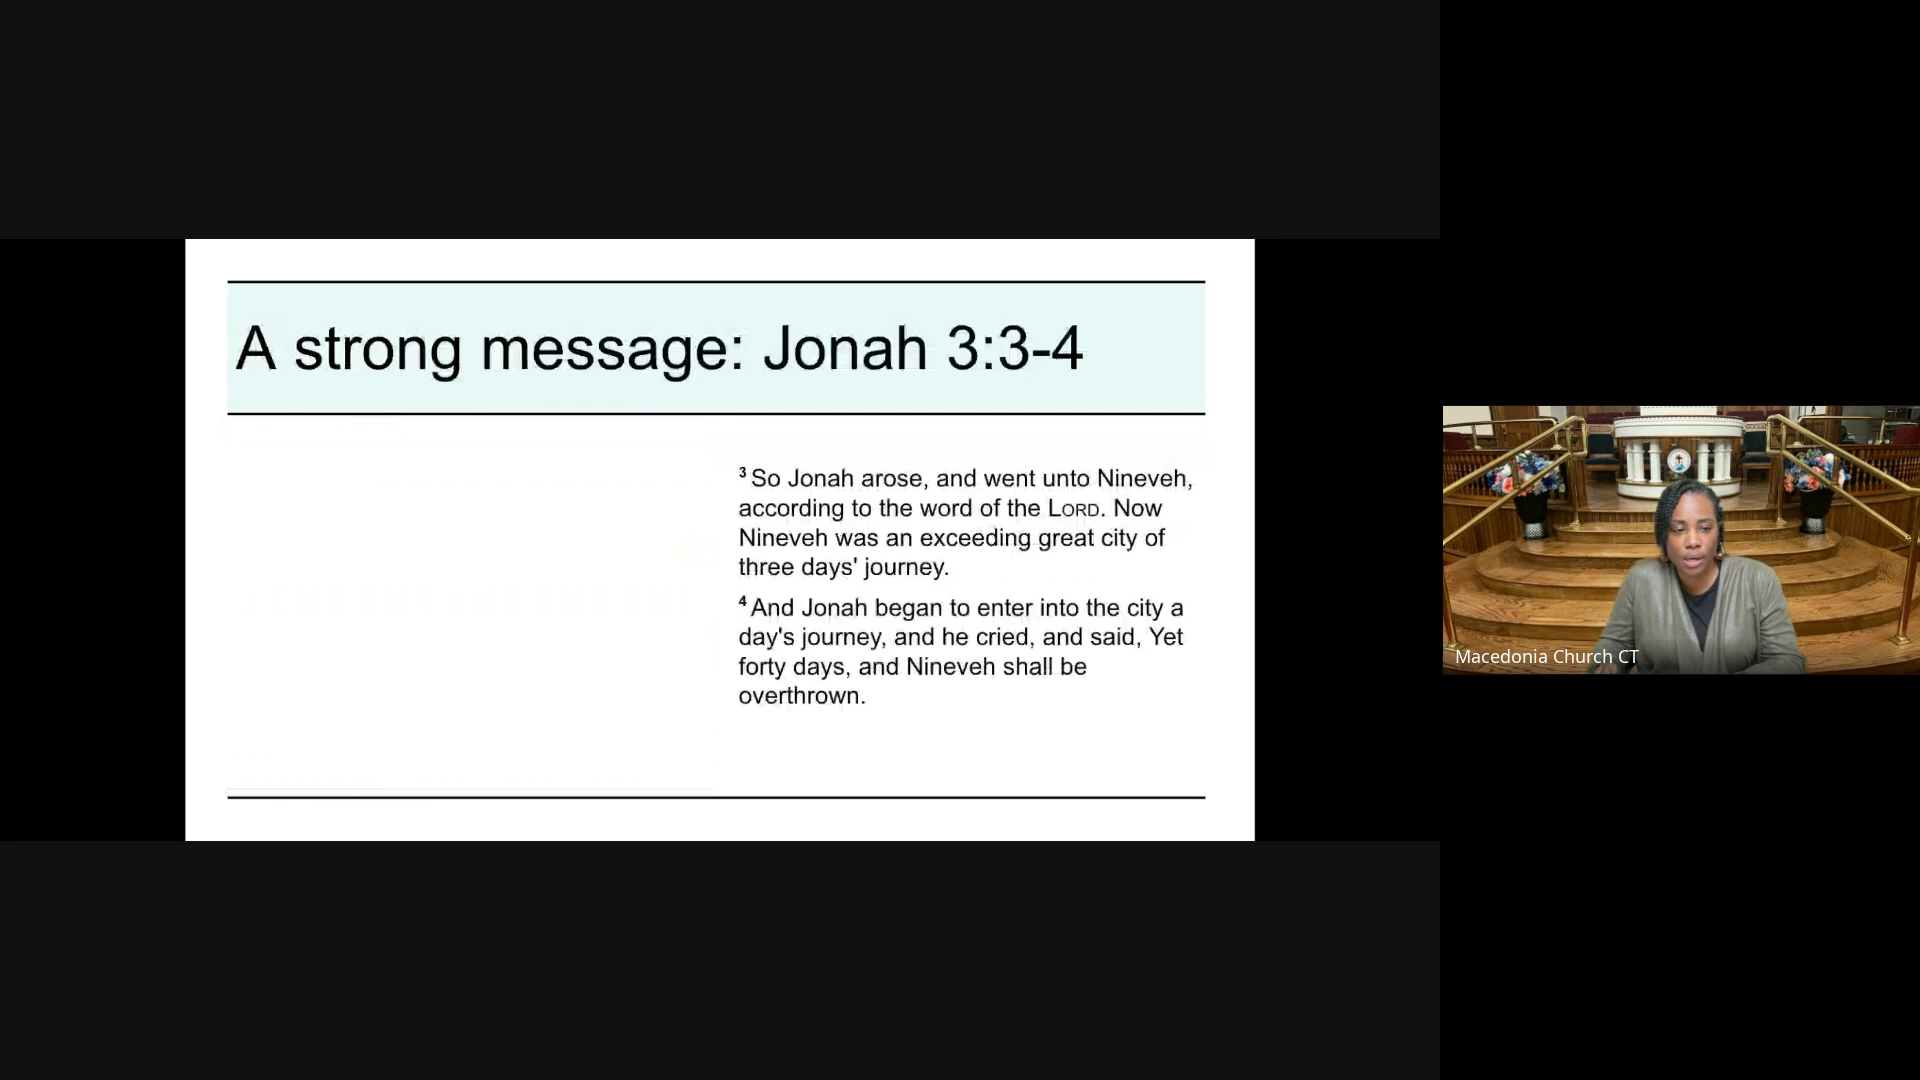 A strong message: Jonah 3:3-4
3 So Jonah arose, and went unto Nineveh,
according to the word of the LORD. Now
Nineveh was an exceeding great city of
three days' journey.
4 And Jonah began to enter into the city a
day's journey, and he cried, and said, Yet
forty days, and Nineveh shall be
overthrown.
Macedonia Church CT